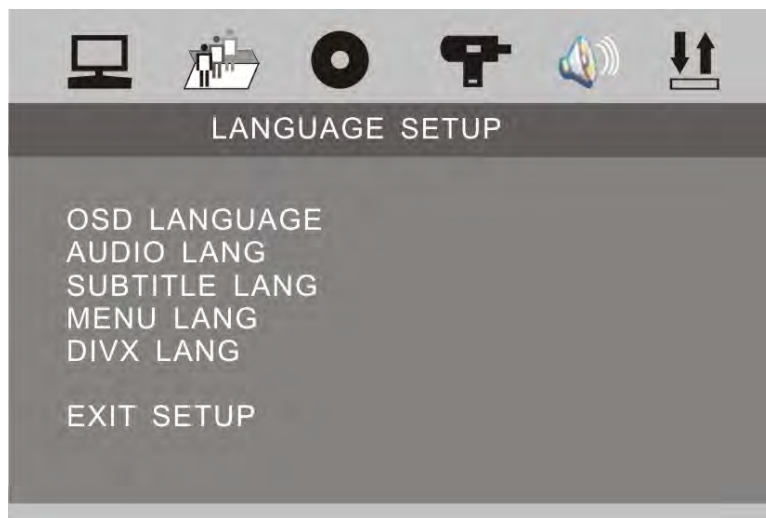 LANGUAGE SETUP
OSD LANGUAGE
AUDIO LANG
SUBTITLE LANG
MENU LANG
DIVX LANG
EXIT SETUP